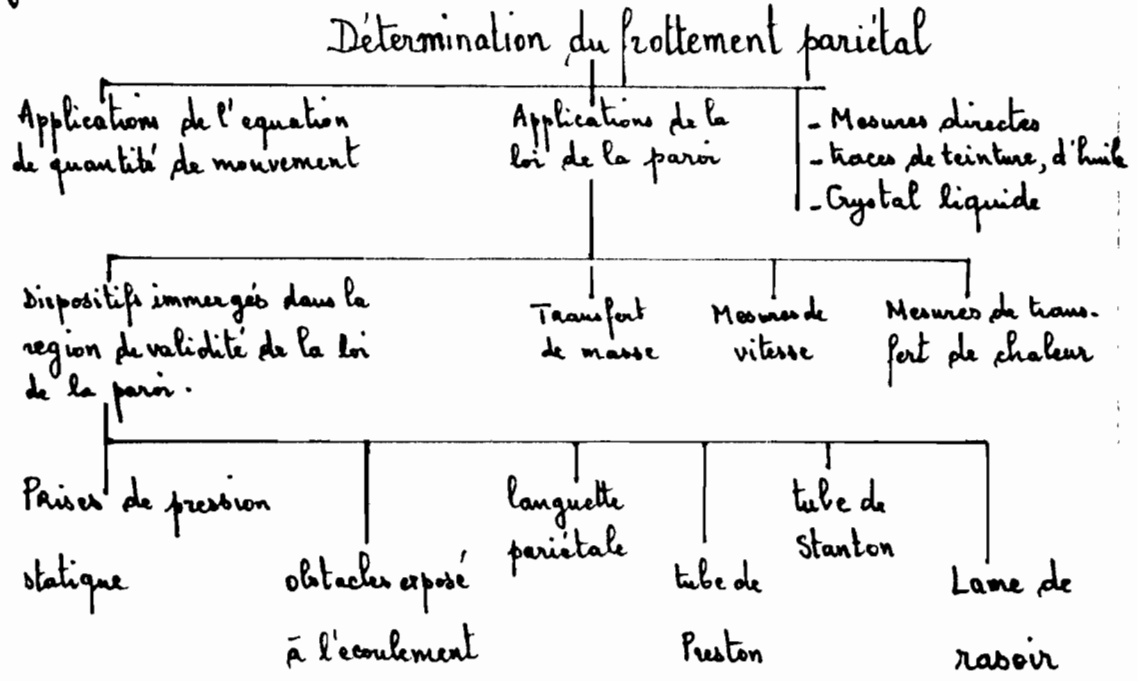 Détermination du frottement pariétal
Applications de l'equation
de quantité de mouvement
Applications de la
loi de la paroi
- Mesures directes
- traces de teinture, d'huile
- Crystal liquide
Dispositifs immergés dans la
region de validité de la loi
de la paroi.
Transfert
de masse
Mesures de
vitesse
Mesures de trans-
fert de chaleur
Prises de pression
statique
obstacles exposé
à l'ecoulement
languette
pariétale
tube de
Preston
tube de
Stanton
Lame de
rasoir